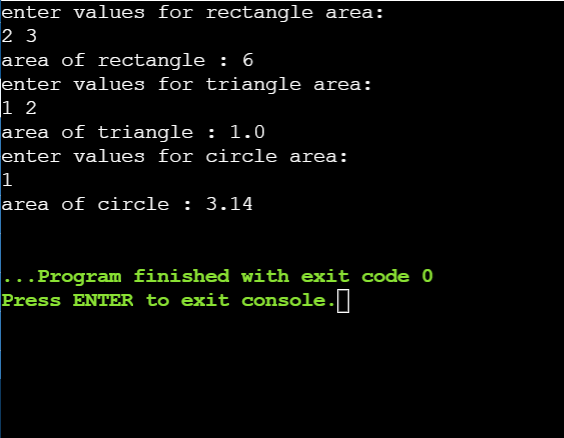 enter values for rectangle area:
2 3
area of rectangle : 6
enter values for triangle area:
1 2
area of triangle : 1.0
enter values for circle area:
1
area of circle : 3.14
...Program finished with exit code 0
Press ENTER to exit console.